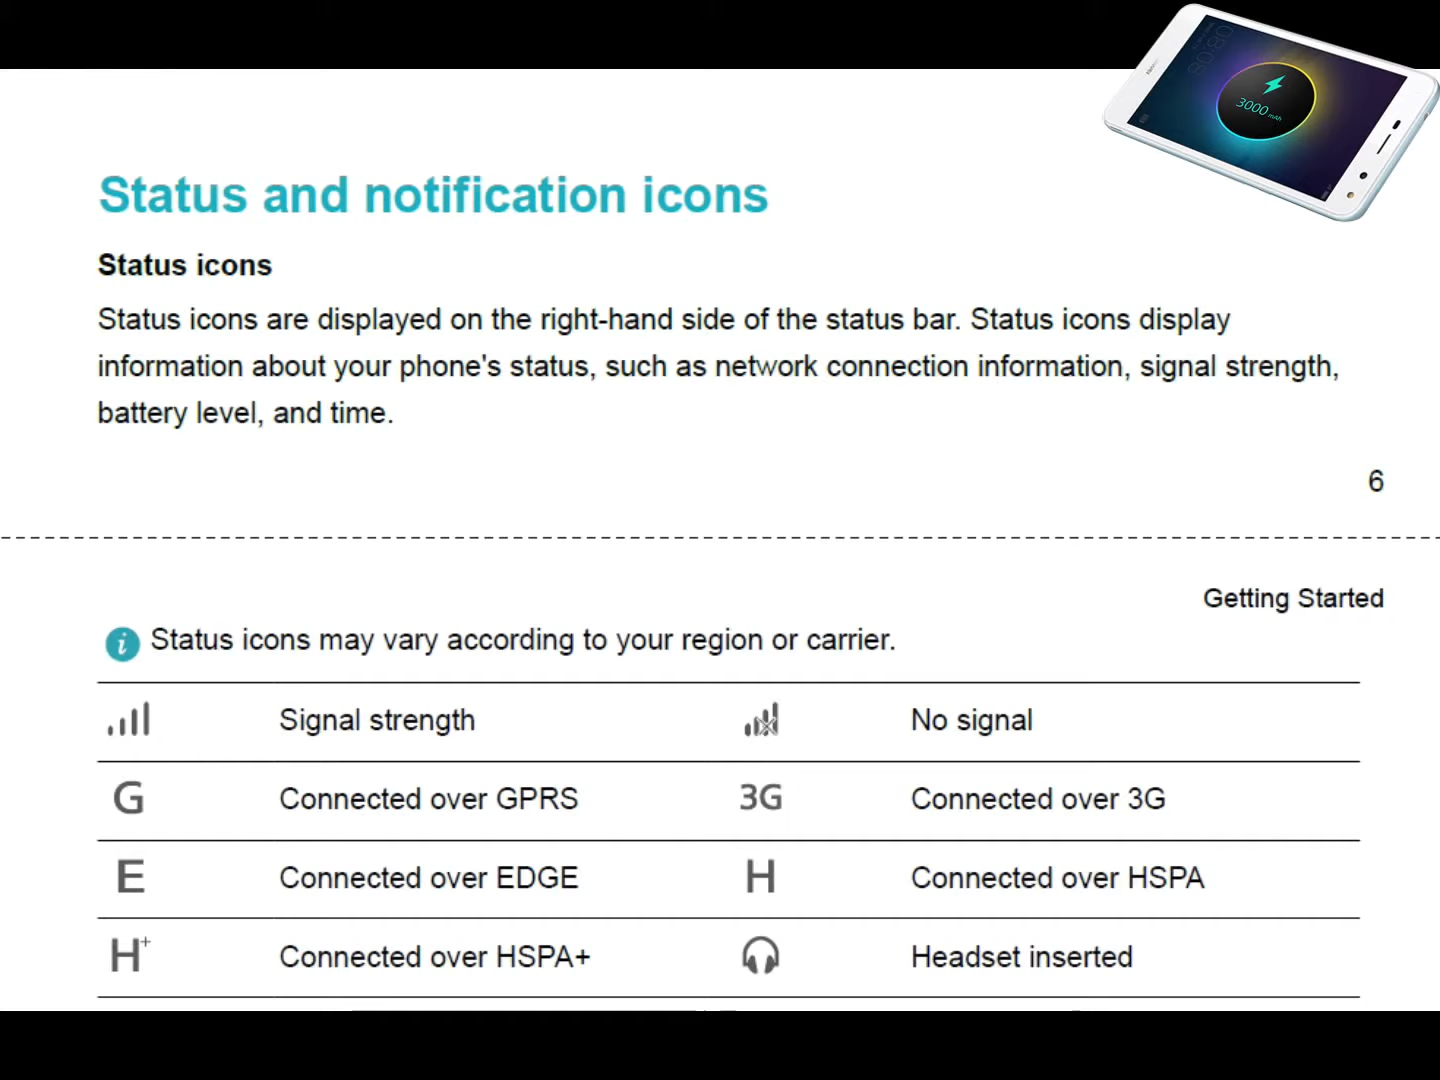 3000 mAh
Status and notification icons
Status icons
Status icons are displayed on the right-hand side of the status bar. Status icons display
information about your phone's status, such as network connection information, signal strength,
battery level, and time.
6
Getting Started
i Status icons may vary according to your region or carrier.
Signal strength No signal
G Connected over GPRS 3G Connected over 3G
E Connected over EDGE H Connected over HSPA
H+ Connected over HSPA+ Headset inserted